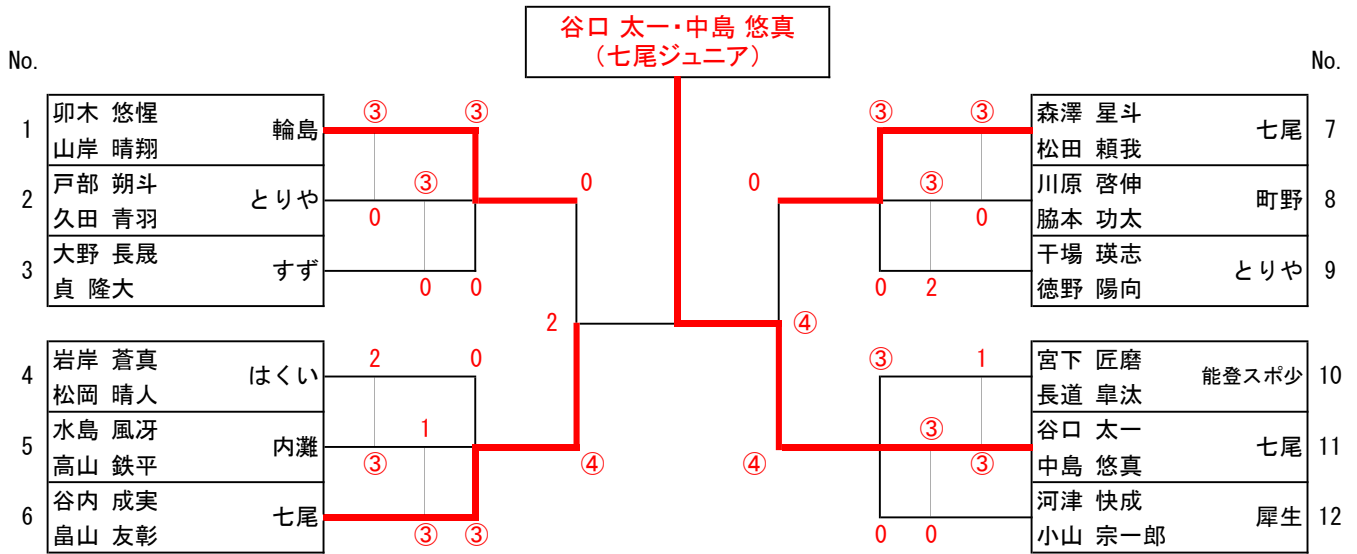 谷口 太一・中島 悠真
（七尾ジュニア）
No.
No.
1
卯木 悠惺
山岸 晴翔
輪島
2
戸部 朔斗
久田 青羽
とりや
3
大野 長晟
貞 隆大
すず
③
③
③
0
0
0
0
2
4
岩岸 蒼真
松岡 晴人
はくい
5
水島 風冴
高山 鉄平
内灘
6
谷内 成実
畠山 友彰
七尾
2
0
1
③
③
③
④
森澤 星斗
松田 頼我
七尾
7
川原 啓伸
脇本 功太
町野
8
干場 瑛志
徳野 陽向
とりや
9
③
③
0
③
0
0
2
④
宮下 匠磨
長道 皐汰
能登スポ少
10
谷口 太一
中島 悠真
七尾
11
河津 快成
小山 宗一郎
犀生
12
③
1
③
④
③
0
0